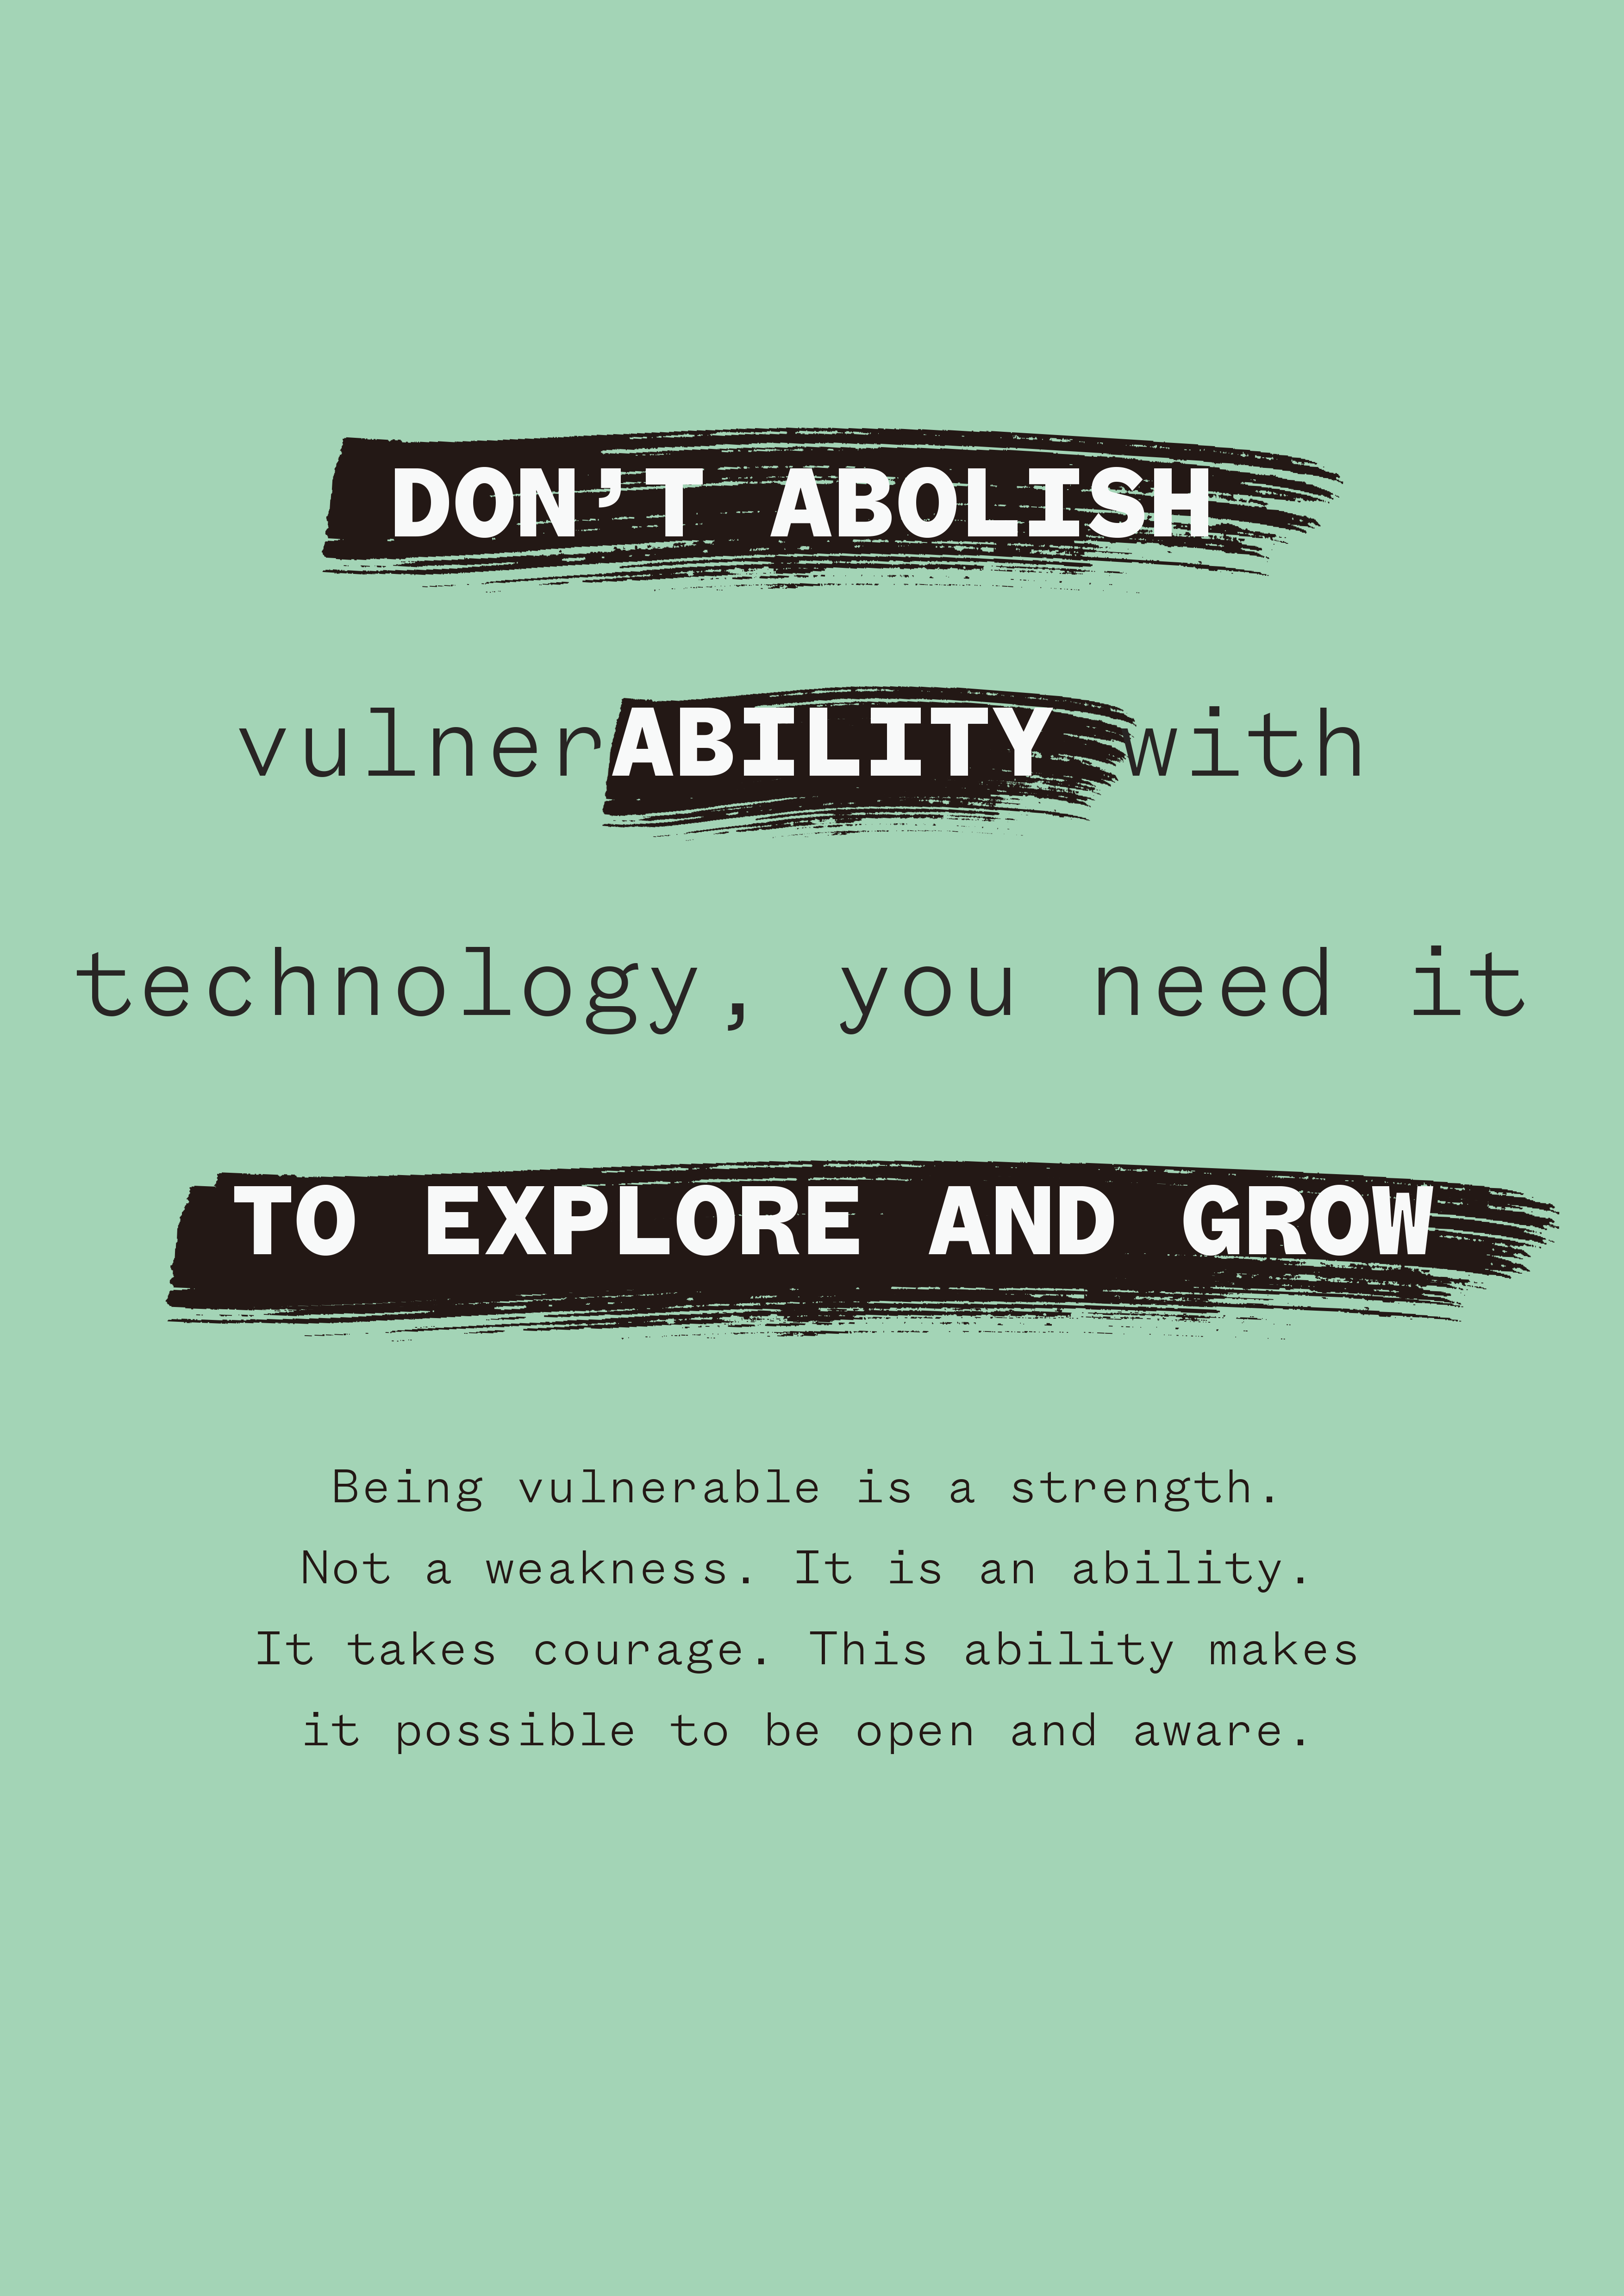 DON’T ABOLISH
vulnerABILITY with
technology, you need it
TO EXPLORE AND GROW
Being vulnerable is a strength.
Not a weakness. It is an ability.
It takes courage. This ability makes
it possible to be open and aware.